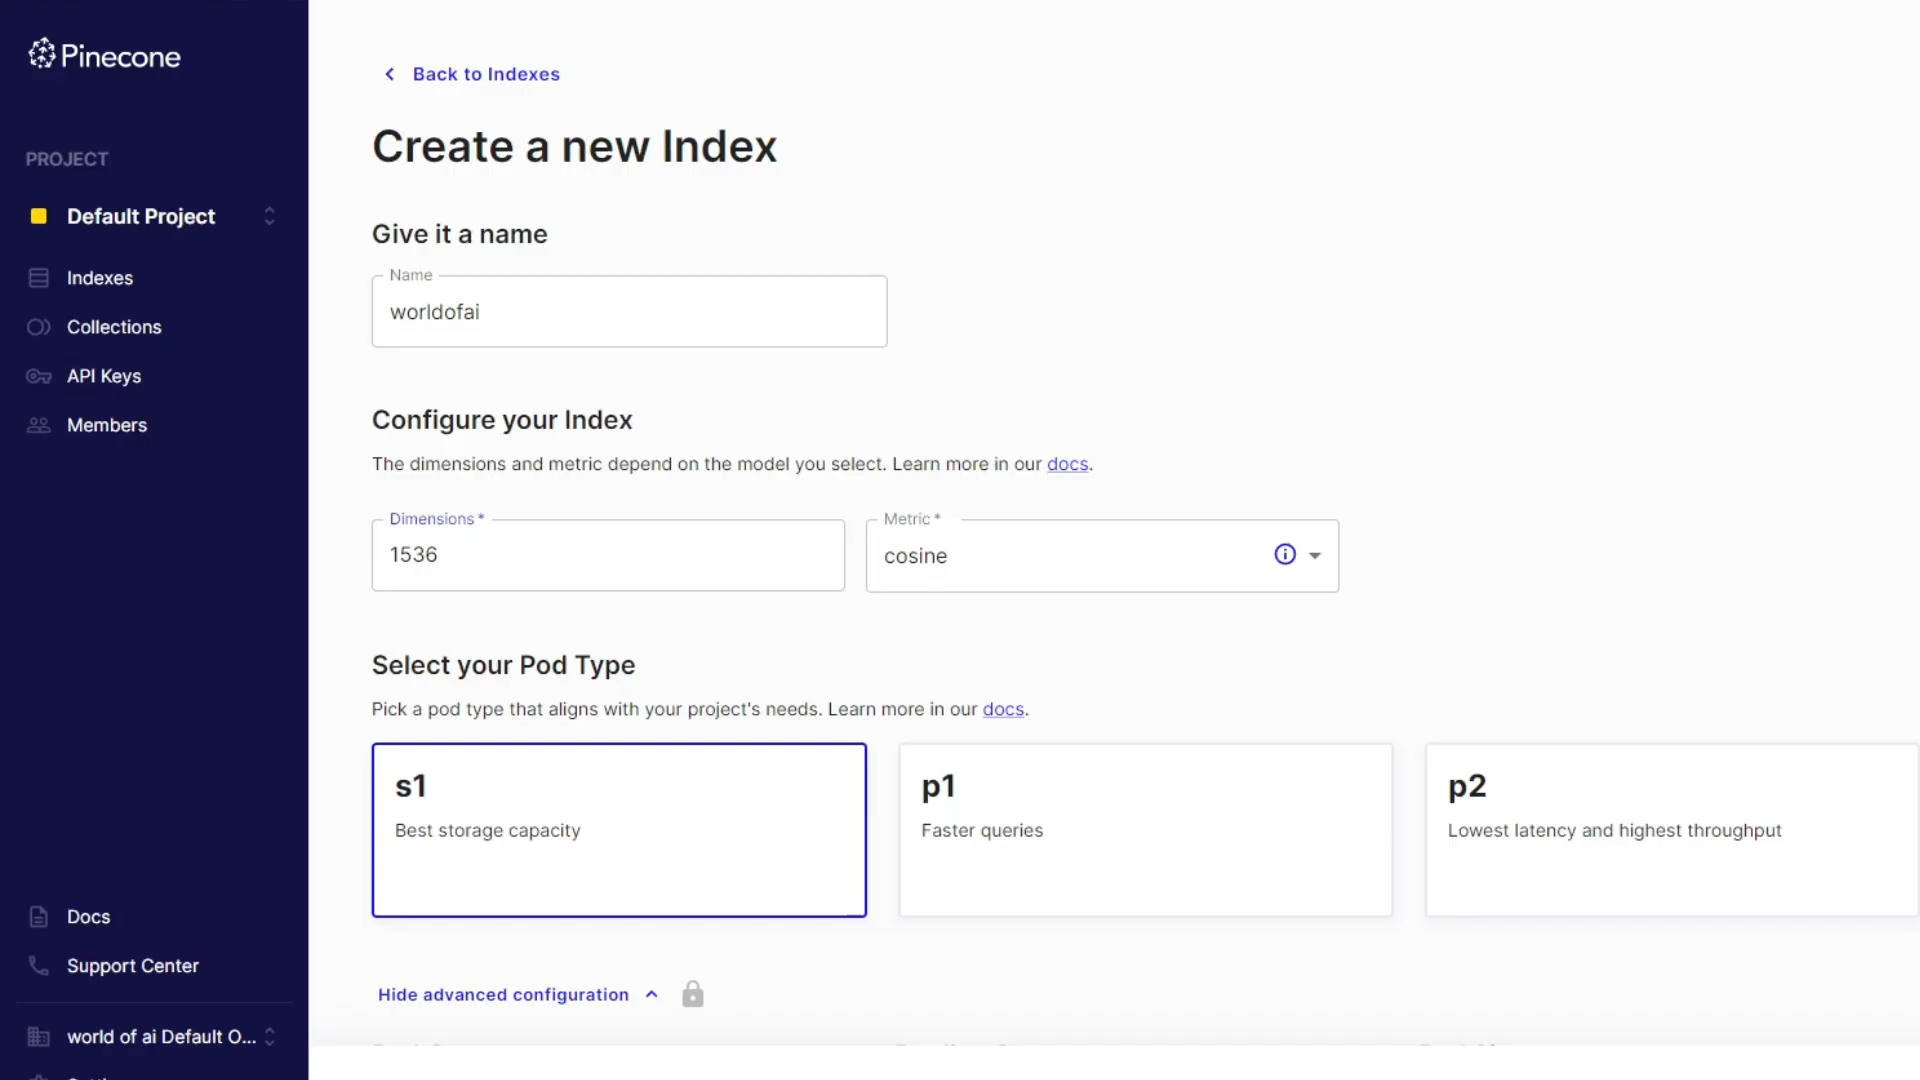 Pinecone
PROJECT
Default Project
Indexes
Collections
API Keys
Members
Docs
Support Center
world of ai Default O...
Back to Indexes
Create a new Index
Give it a name
Name
worldofai
Configure your Index
The dimensions and metric depend on the model you select. Learn more in our docs.
Dimensions *
1536
Metric *
cosine
Select your Pod Type
Pick a pod type that aligns with your project's needs. Learn more in our docs.
s1
Best storage capacity
p1
Faster queries
p2
Lowest latency and highest throughput
Hide advanced configuration